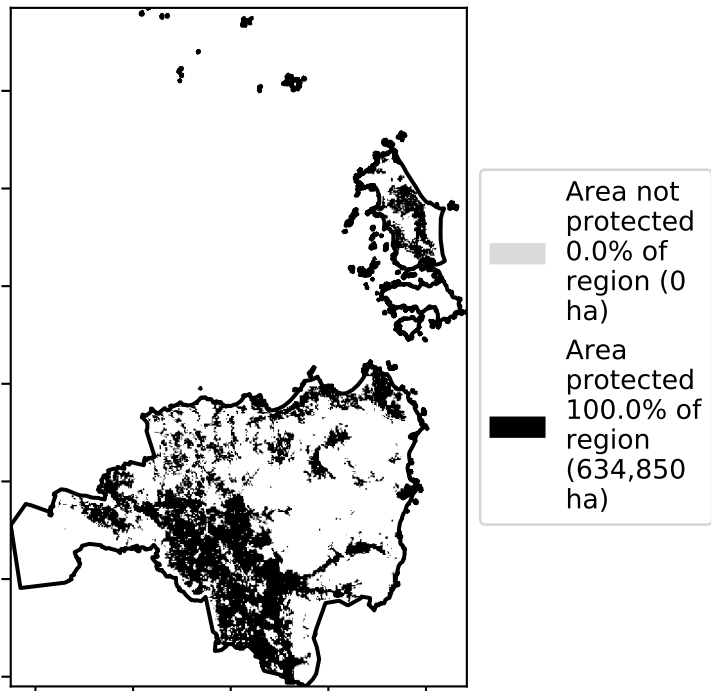 Area not
protected
0.0% of
region (0
ha)
Area
protected
100.0% of
region
(634,850
ha)